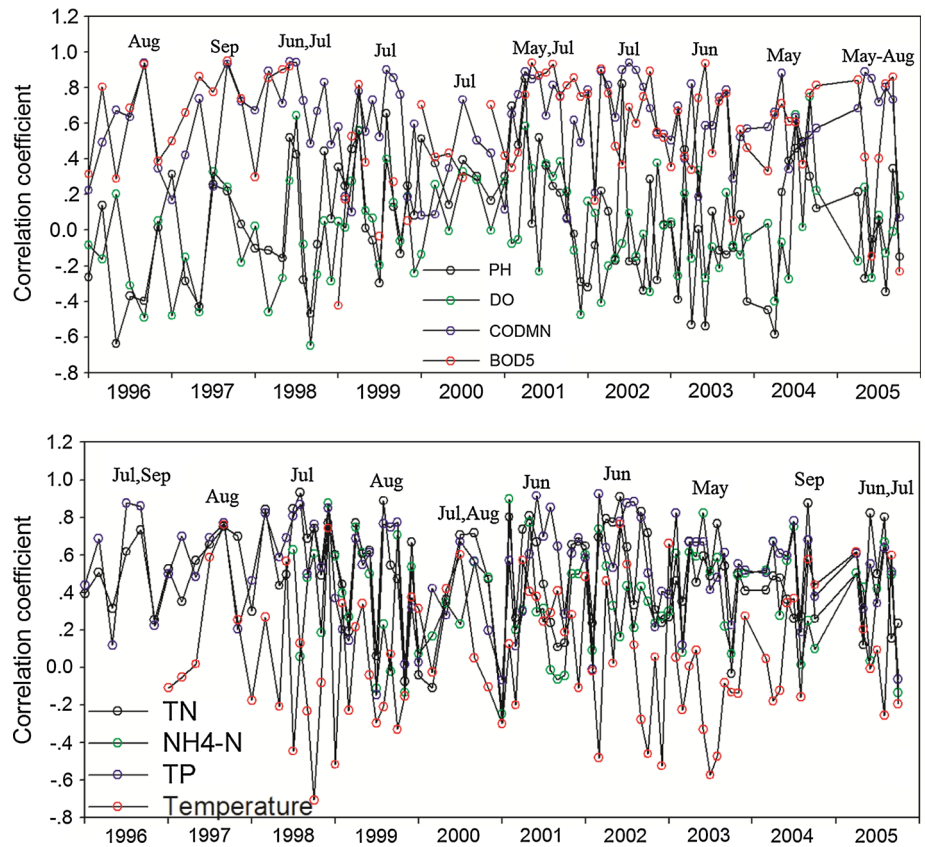 1.2
1.0
.8
.6
.4
.2
0.0
-.2
-.4
-.6
-.8
Correlation coefficient
Aug
Sep
Jun,Jul
Jul
Jul
May,Jul
Jul
Jun
May
May-Aug
PH
DO
CODMN
BOD5
1996 1997 1998 1999 2000 2001 2002 2003 2004 2005
1.2
1.0
.8
.6
.4
.2
0.0
-.2
-.4
-.6
-.8
Correlation coefficient
Jul,Sep
Aug
Jul
Aug
Jul,Aug
Jun
Jun
May
Sep
Jun,Jul
TN
NH4-N
TP
Temperature
1996 1997 1998 1999 2000 2001 2002 2003 2004 2005